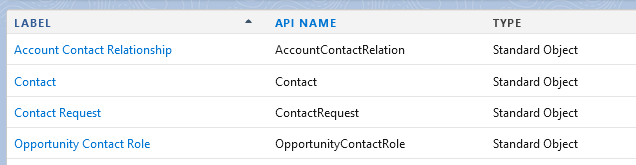 LABEL API NAME TYPE
Account Contact Relationship AccountContactRelation Standard Object
Contact Contact Standard Object
Contact Request ContactRequest Standard Object
Opportunity Contact Role OpportunityContactRole Standard Object